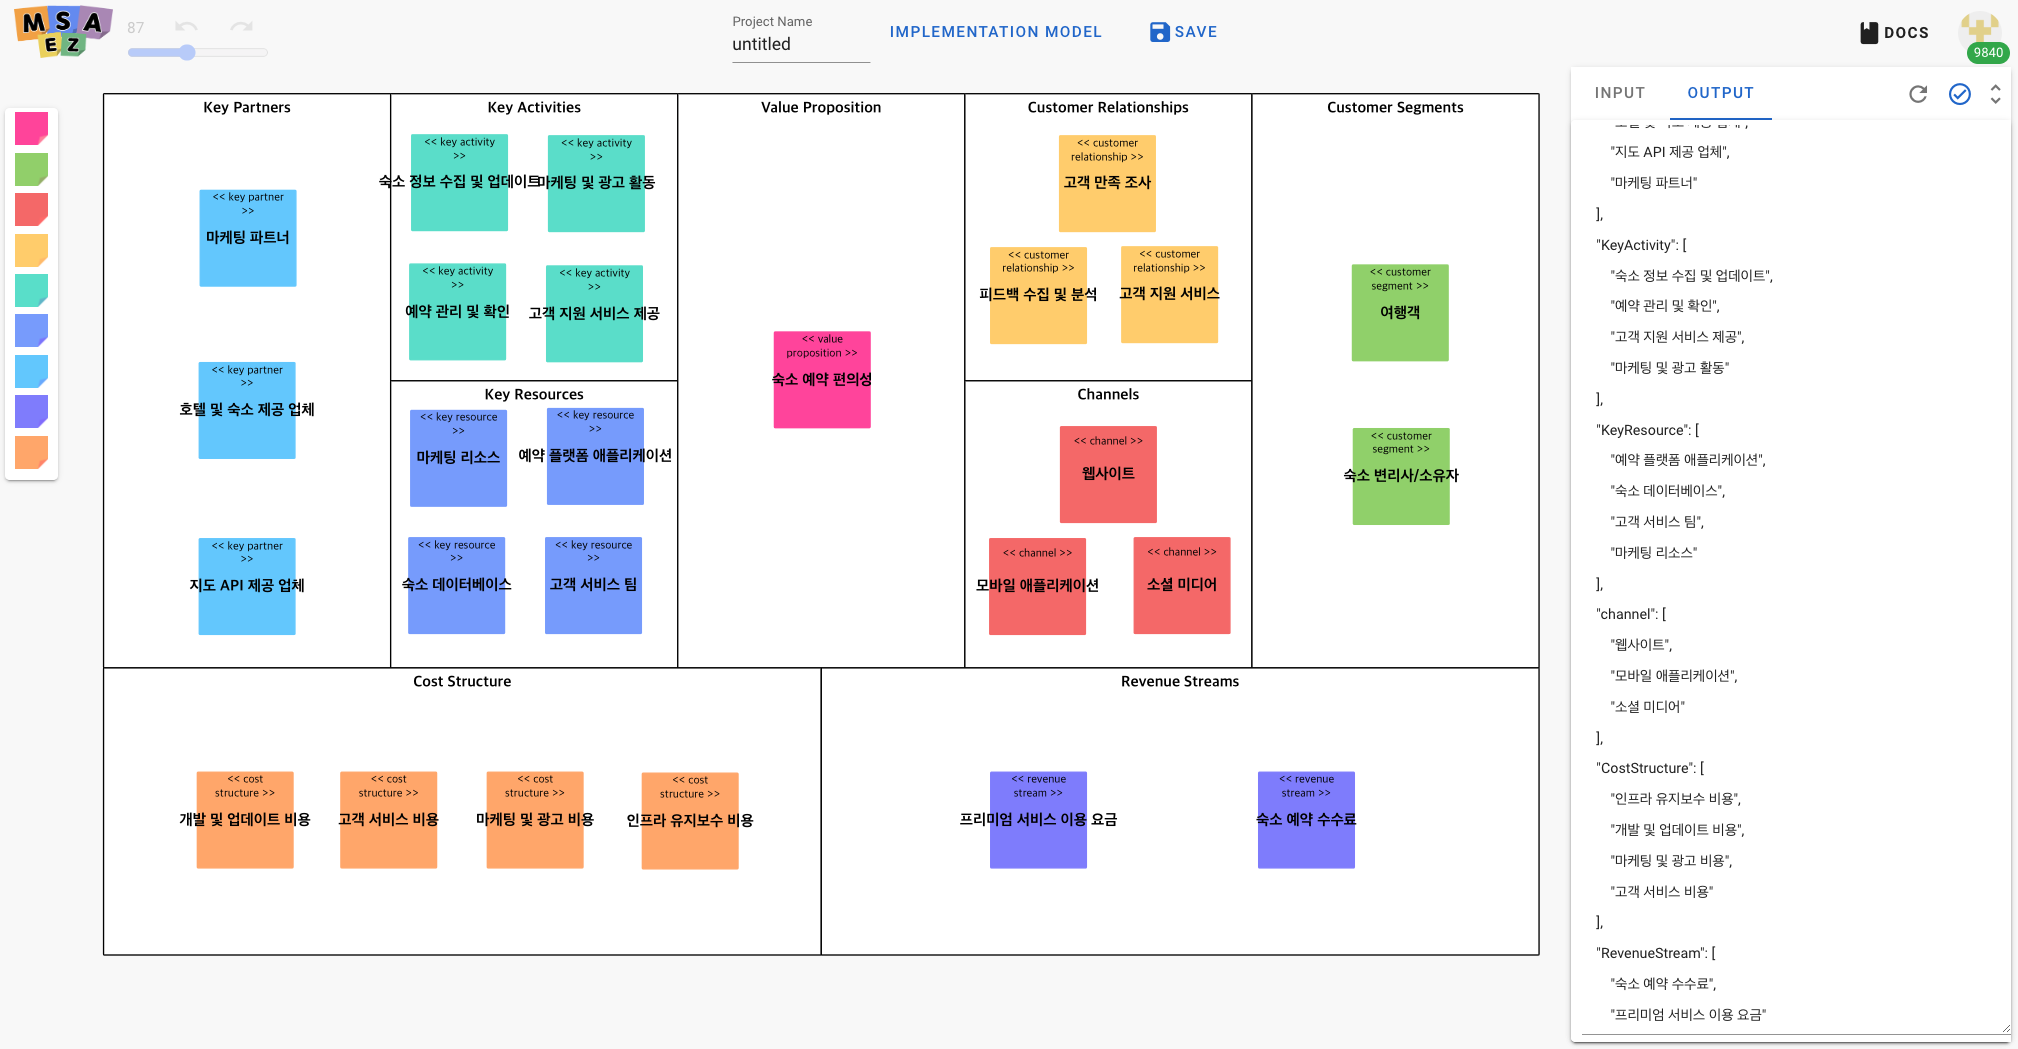 MSA
EZ
87
Project Name
untitled
IMPLEMENTATION MODEL
SAVE
DOCS
9840
Key Partners
<< key partner
>>
마케팅 파트너
<< key partner
>>
호텔 및 숙소 제공 업체
<< key partner
>>
지도 API 제공 업체
Key Activities
<< key activity
>>
숙소 정보 수집 및 업데이트
<< key activity
>>
마케팅 및 광고 활동
<< key activity
>>
예약 관리 및 확인
<< key activity
>>
고객 지원 서비스 제공
Key Resources
<< key resource
>>
마케팅 리소스
<< key resource
>>
예약 플랫폼 애플리케이션
<< key resource
>>
숙소 데이터베이스
<< key resource
>>
고객 서비스 팀
Value Proposition
<< value
proposition >>
숙소 예약 편의성
Customer Relationships
<< customer
relationship >>
고객 만족 조사
<< customer
relationship >>
피드백 수집 및 분석
<< customer
relationship >>
고객 지원 서비스
Channels
<< channel >>
웹사이트
<< channel >>
모바일 애플리케이션
<< channel >>
소셜 미디어
Customer Segments
<< customer
segment >>
여행객
<< customer
segment >>
숙소 변리사/소유자
Cost Structure
<< cost
structure >>
개발 및 업데이트 비용
<< cost
structure >>
고객 서비스 비용
<< cost
structure >>
마케팅 및 광고 비용
<< cost
structure >>
인프라 유지보수 비용
Revenue Streams
<< revenue
stream >>
프리미엄 서비스 이용 요금
<< revenue
stream >>
숙소 예약 수수료
INPUT
OUTPUT
"지도 API 제공 업체",
"마케팅 파트너"
],
"KeyActivity": [
"숙소 정보 수집 및 업데이트",
"예약 관리 및 확인",
"고객 지원 서비스 제공",
"마케팅 및 광고 활동"
],
"KeyResource": [
"예약 플랫폼 애플리케이션",
"숙소 데이터베이스",
"고객 서비스 팀",
"마케팅 리소스"
],
"channel": [
"웹사이트",
"모바일 애플리케이션",
"소셜 미디어"
],
"CostStructure": [
"인프라 유지보수 비용",
"개발 및 업데이트 비용",
"마케팅 및 광고 비용",
"고객 서비스 비용"
],
"RevenueStream": [
"숙소 예약 수수료",
"프리미엄 서비스 이용 요금"